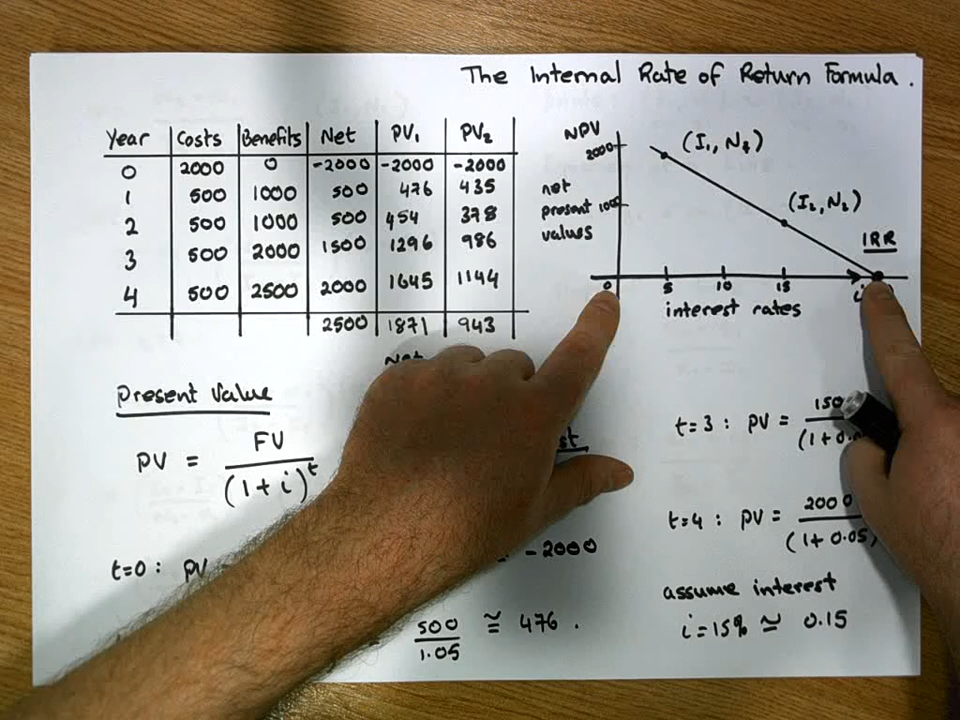 The Internal Rate of Return Formula.
Year Costs Benefits Net PV₁ PV₂
0 2000 0 -2000 -2000 -2000
1 500 1000 500 476 435
2 500 1000 500 454 378
3 500 2000 1500 1296 986
4 500 2500 2000 1645 1144
2500 1871 943
Net
NPV
2000
(I₁, N₁)
net
present 1000
values
(I₂, N₂)
IRR
0 5 10 15
interest rates
Present Value
PV = FV / (1 + i)^t
t=0: PV
= -2000
500 / 1.05 ≅ 476.
t=3: PV = 150 / (1+0.
t=4: PV = 2000 / (1+0.05)
assume interest
i=15% ≃ 0.15